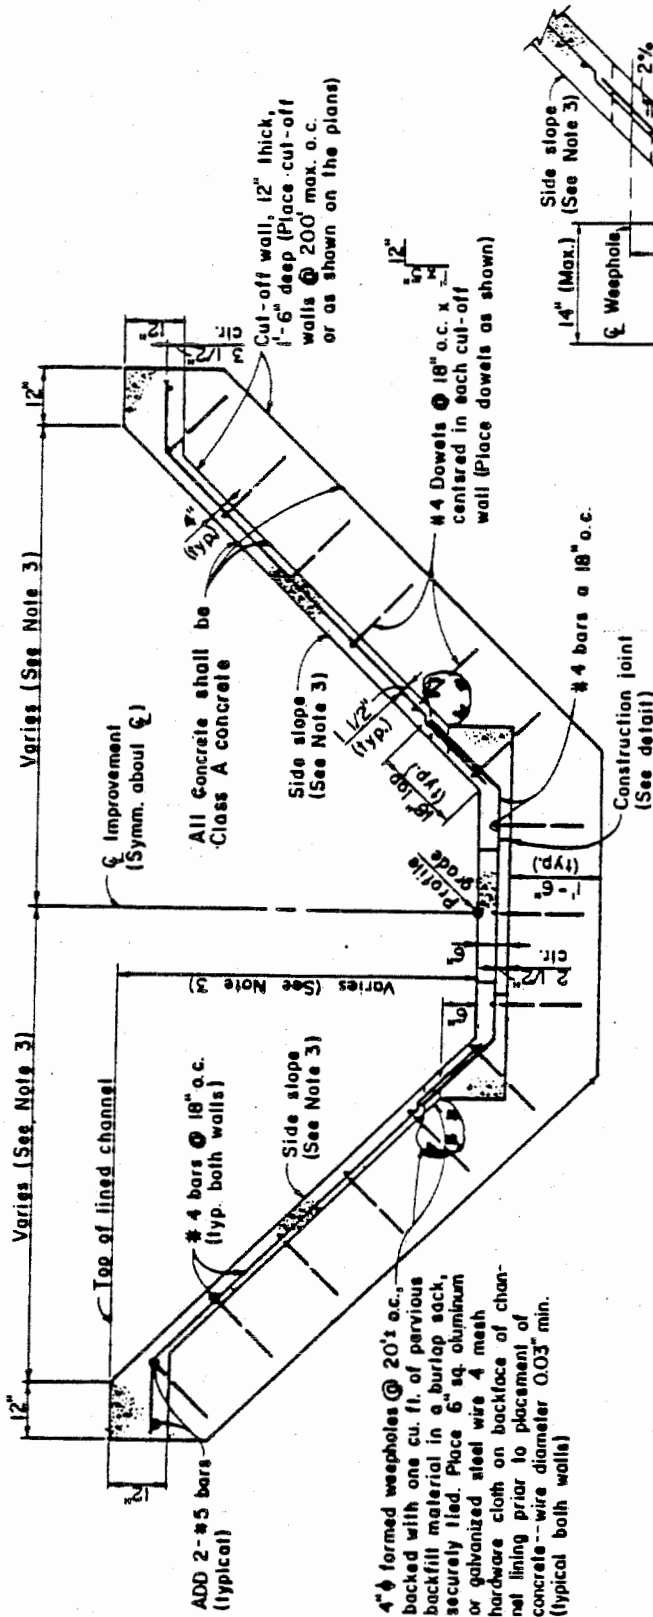 Varies (See Note 3)
Varies (See Note 3)
12"
12"
Top of lined channel
℄ Improvement
(Symm. about ℄)
12"
12"
3 1/2"
clr.
Cut-off wall, 12" thick,
1'-6" deep (Place cut-off
walls @ 200' max. o.c.
or as shown on the plans)
ADD 2-#5 bars
(typical)
#4 bars @ 18" o.c.
(typ. both walls)
Side slope
(See Note 3)
Varies (See Note 3)
All Concrete shall be
Class A concrete
Side slope
(See Note 3)
(typ.)
1 1/2"
(typ.)
lap
(typ.)
Profile
grade
6"
6"
2 1/2"
clr.
1'-6"
(typ.)
#4 Dowels @ 18" o.c. x
12"
centered in each cut-off
wall (Place dowels as shown)
#4 bars @ 18" o.c.
Construction joint
(See detail)
4"ϕ formed weepholes @ 20'± o.c.,
backed with one cu. ft. of pervious
backfill material in a burlap sack,
securely tied. Place 6" sq. aluminum
or galvanized steel wire 4 mesh
hardware cloth on backface of chan-
nel lining prior to placement of
concrete--wire diameter 0.03" min.
(typical both walls)
Side slope
(See Note 3)
14" (Max.)
℄ Weephole
2%